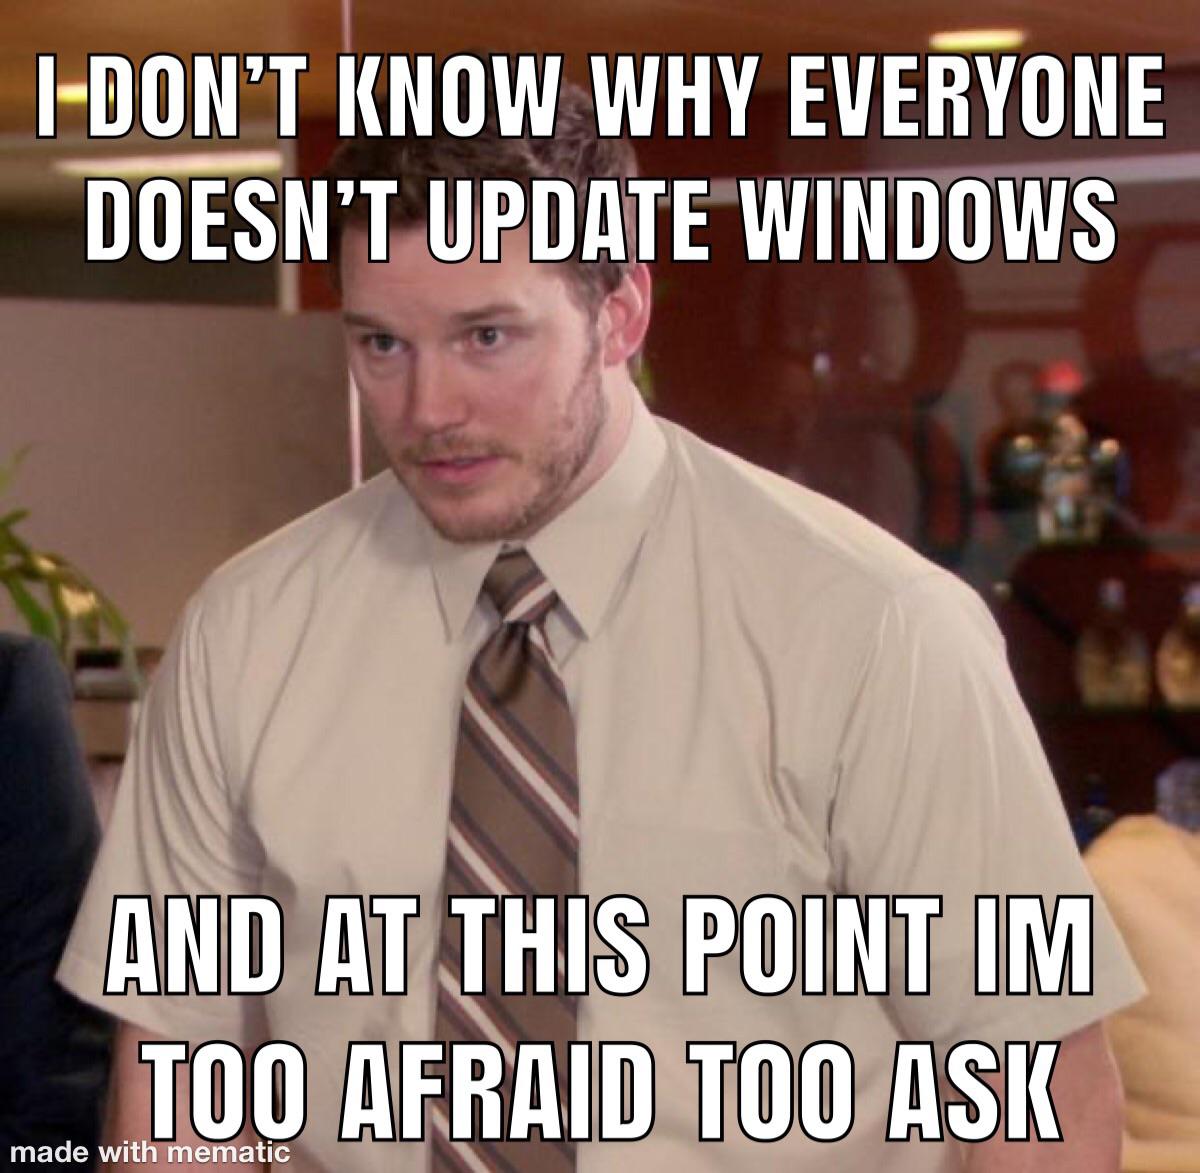 I DON'T KNOW WHY EVERYONE
DOESN'T UPDATE WINDOWS
AND AT THIS POINT IM
TOO AFRAID TOO ASK
made with mematic